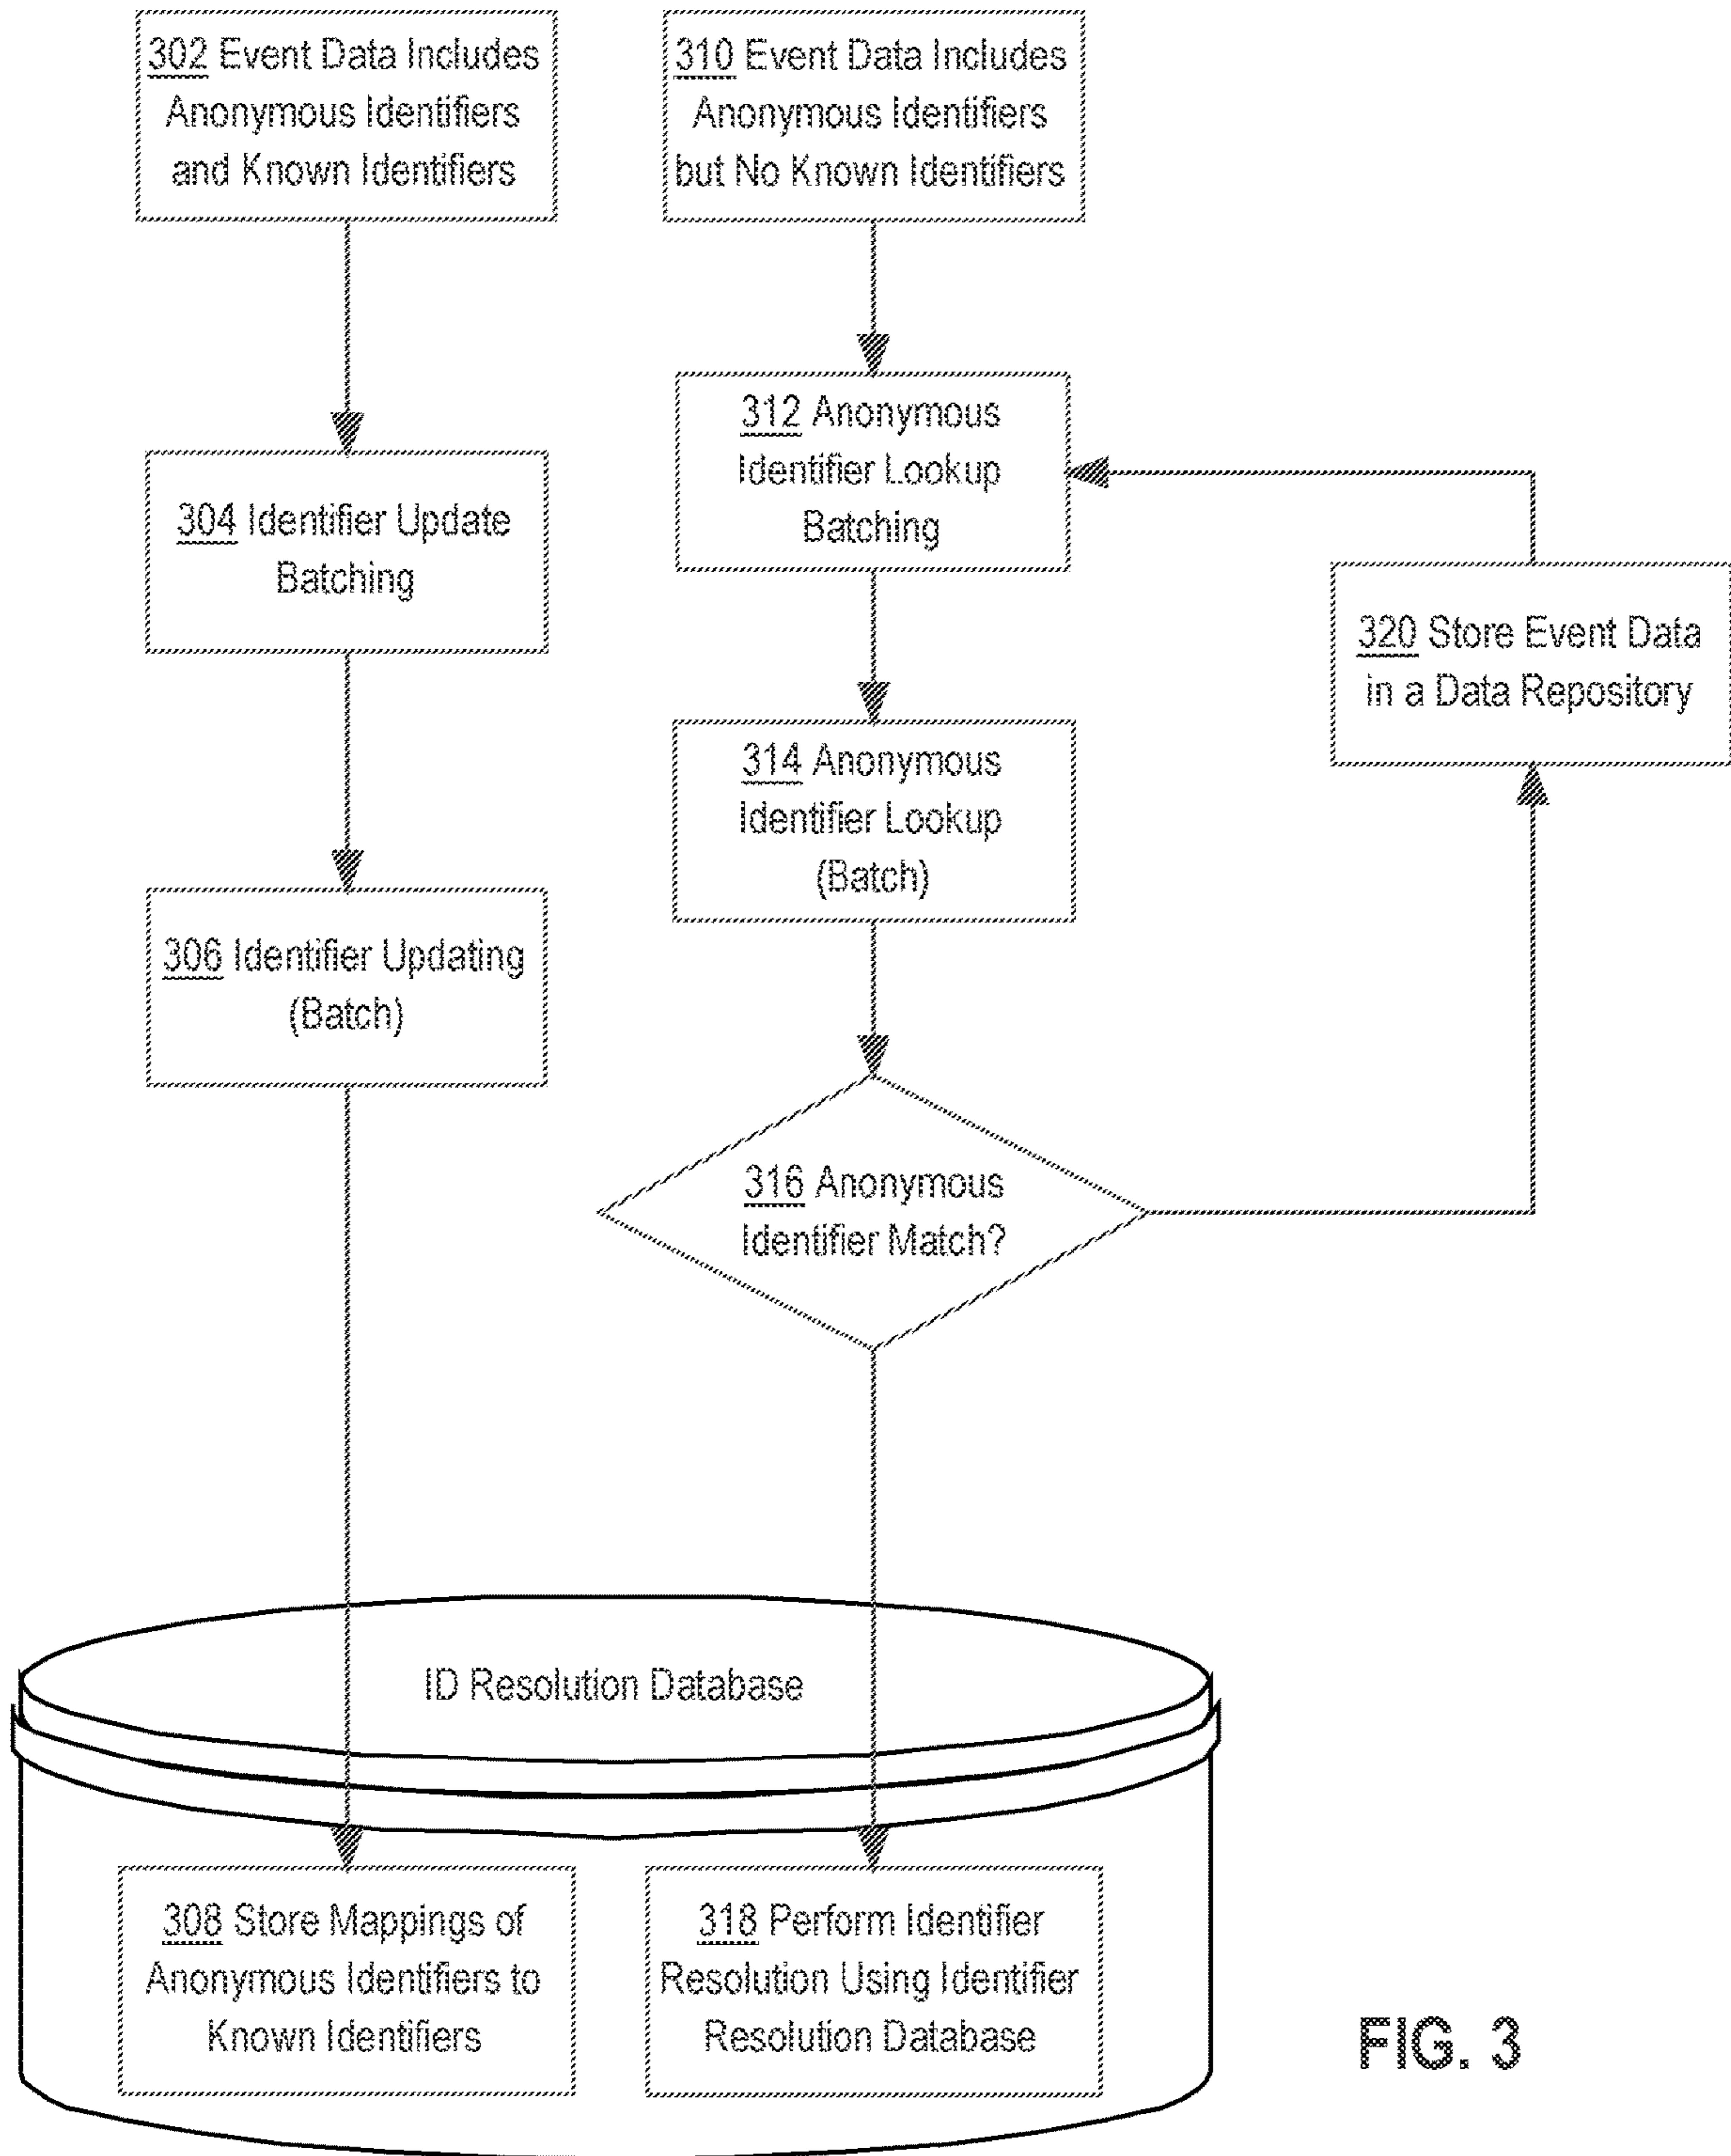 302 Event Data Includes
Anonymous Identifiers
and Known Identifiers
310 Event Data Includes
Anonymous Identifiers
but No Known Identifiers
312 Anonymous
Identifier Lookup
Batching
304 Identifier Update
Batching
320 Store Event Data
in a Data Repository
314 Anonymous
Identifier Lookup
(Batch)
306 Identifier Updating
(Batch)
316 Anonymous
Identifier Match?
ID Resolution Database
308 Store Mappings of
Anonymous Identifiers to
Known Identifiers
318 Perform Identifier
Resolution Using Identifier
Resolution Database
FIG. 3